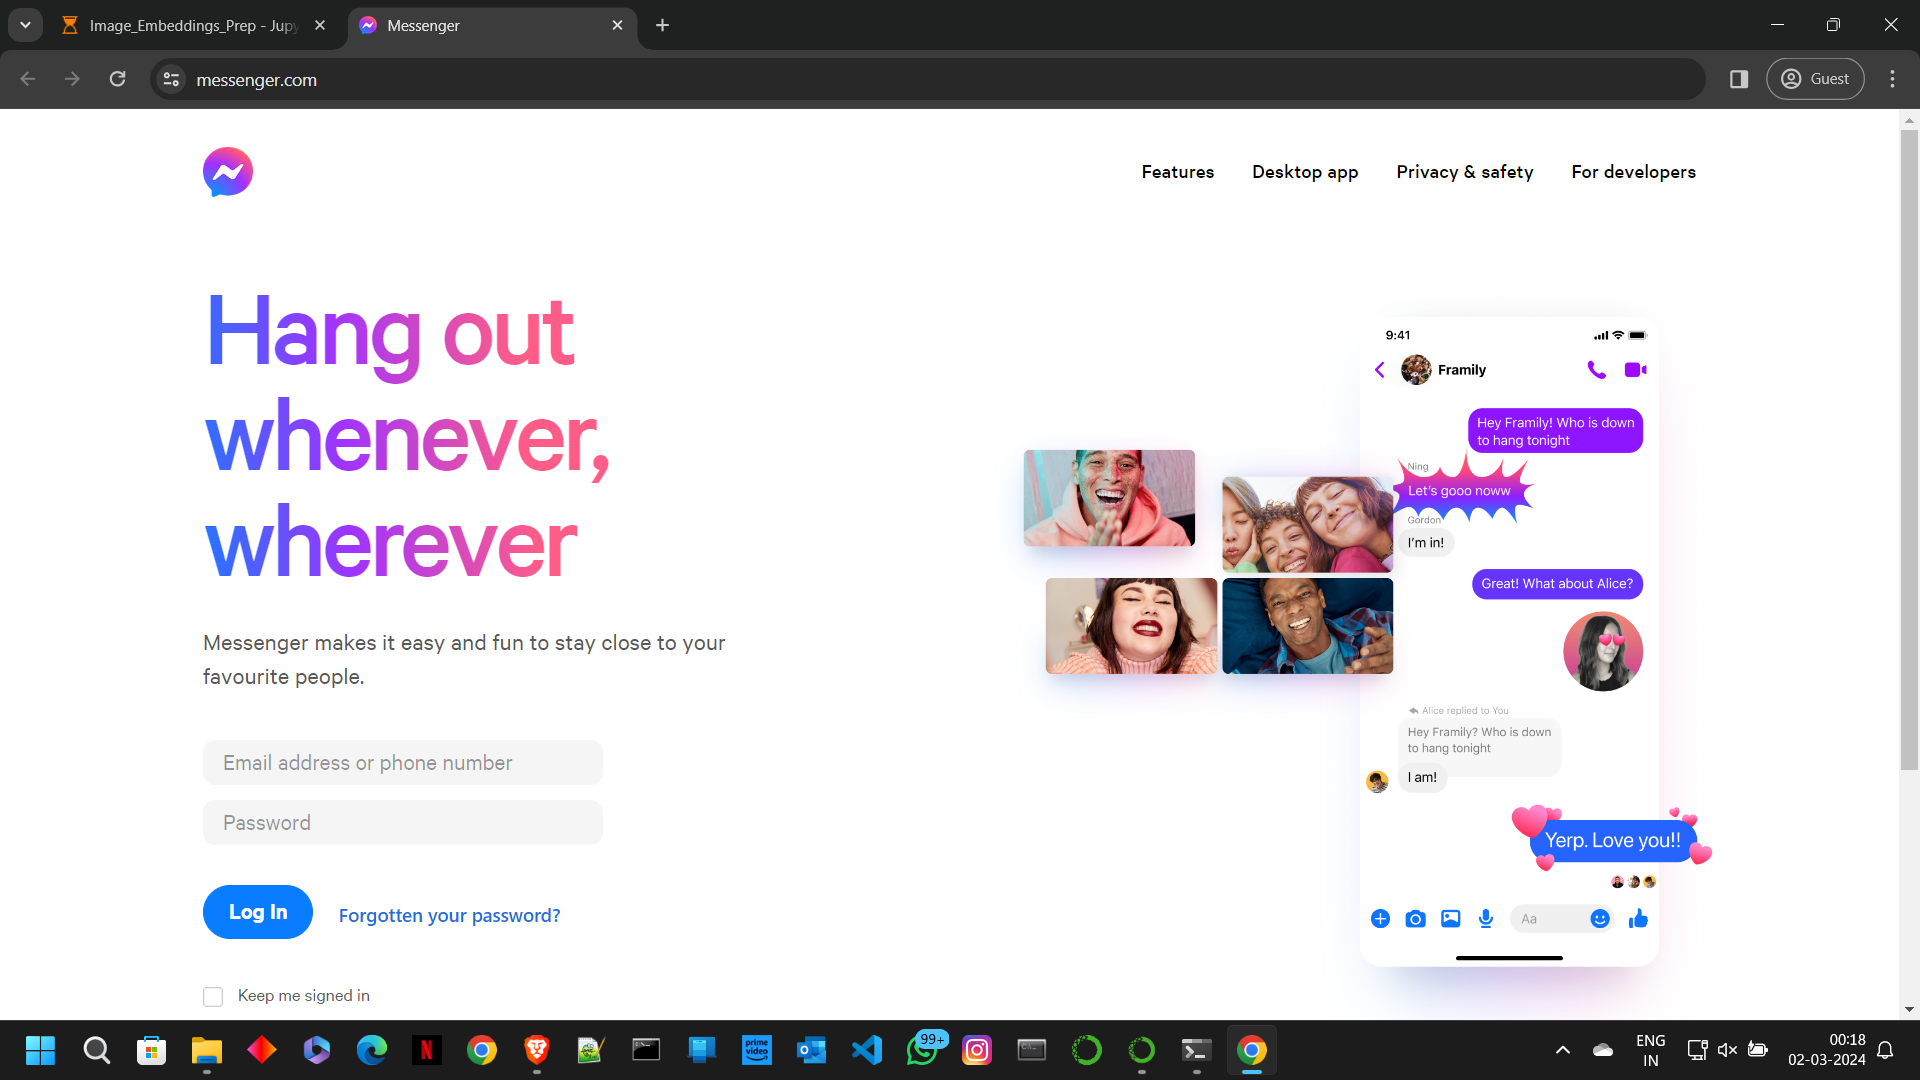 Image_Embeddings_Prep - Jupy
Messenger
messenger.com
Guest
Features
Desktop app
Privacy & safety
For developers
Hang out
whenever,
wherever
Messenger makes it easy and fun to stay close to your
favourite people.
Email address or phone number
Password
Log In
Forgotten your password?
Keep me signed in
9:41
Framily
Hey Framily! Who is down
to hang tonight
Ning
Let's gooo noww
Gordon
I'm in!
Great! What about Alice?
Alice replied to You
Hey Framily? Who is down
to hang tonight
I am!
Yerp. Love you!!
Aa
N
prime
video
99+
ENG
IN
00:18
02-03-2024